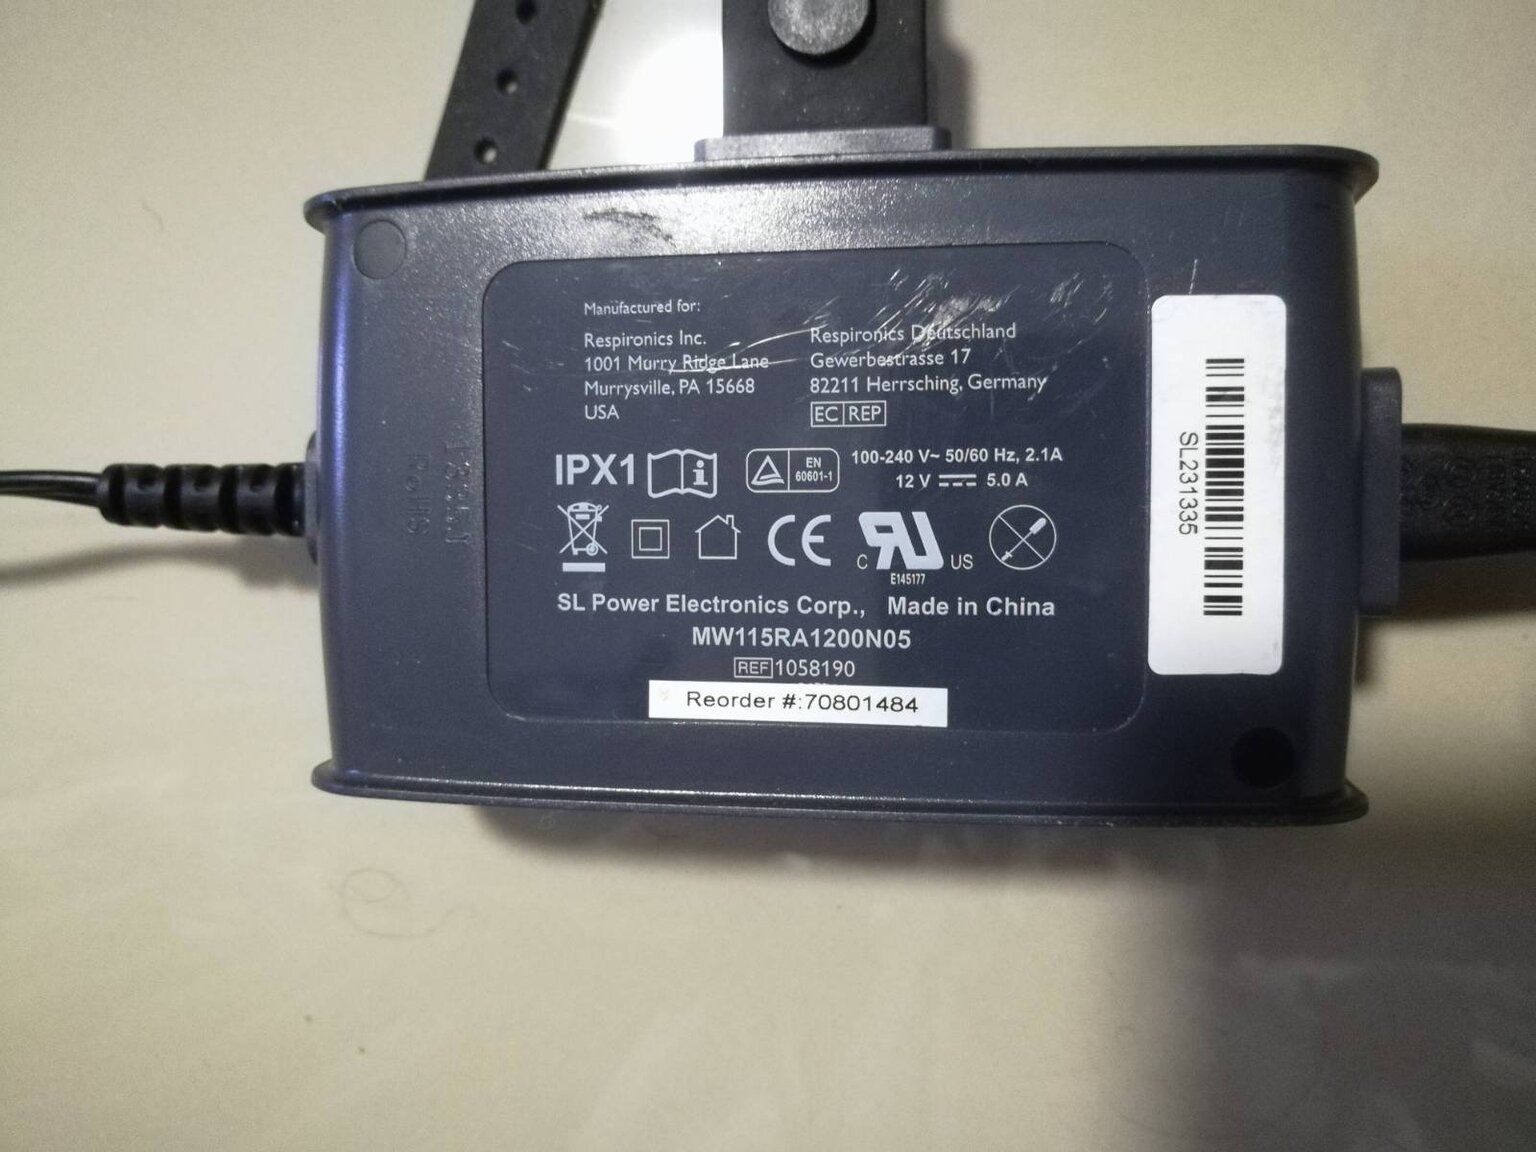 Manufactured for:
Respironics Inc.
1001 Murry Ridge Lane
Murrysville, PA 15668
USA
Respironics Deutschland
Gewerbestrasse 17
82211 Herrsching, Germany
EC REP
IPX1
EN
60601-1
100-240 V~ 50/60 Hz, 2.1A
12 V ⎓ 5.0 A
CE
c RU US
E145177
SL Power Electronics Corp., Made in China
MW115RA1200N05
REF 1058190
Reorder #:70801484
SL231335